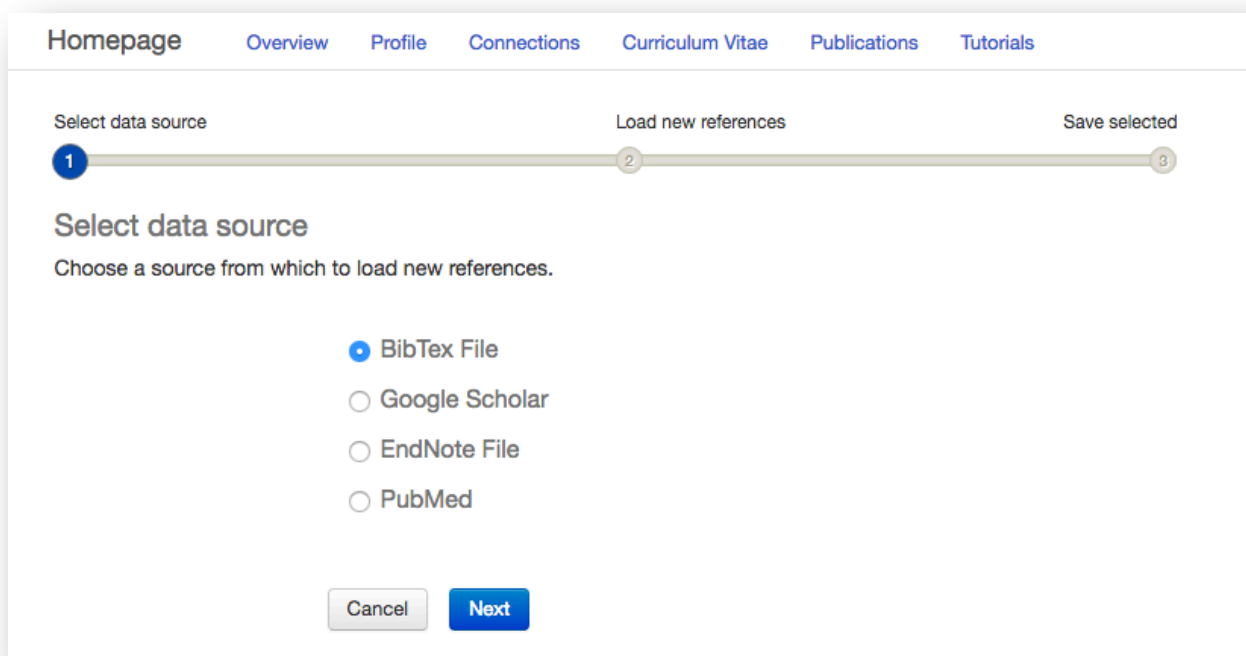 Homepage Overview Profile Connections Curriculum Vitae Publications Tutorials
Select data source Load new references Save selected
1 2 3
Select data source
Choose a source from which to load new references.
BibTex File
Google Scholar
EndNote File
PubMed
Cancel Next